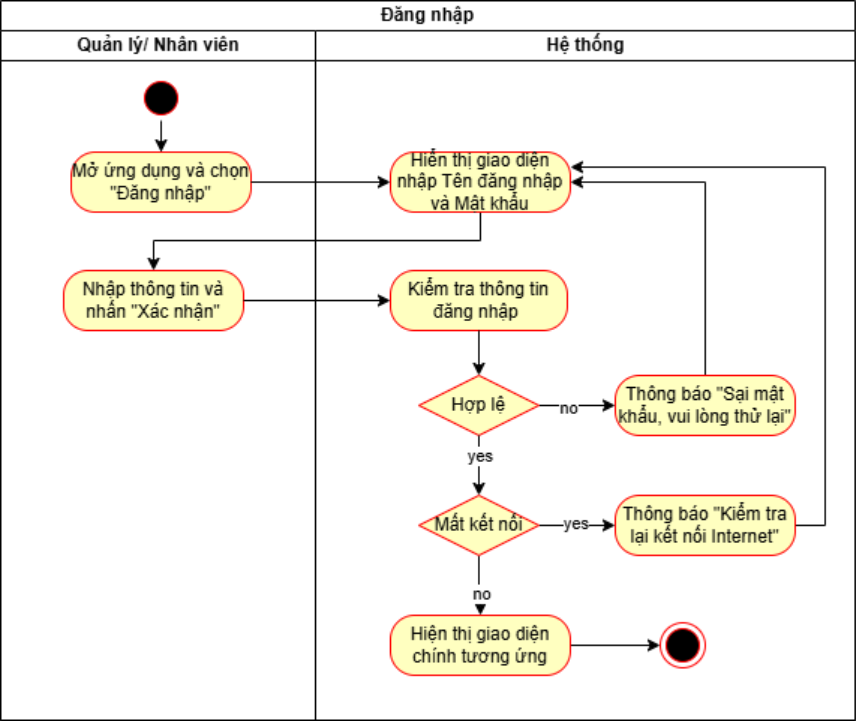 Đăng nhập
Quản lý/ Nhân viên
Hệ thống
Mở ứng dụng và chọn
"Đăng nhập"
Hiển thị giao diện
nhập Tên đăng nhập
và Mật khẩu
Nhập thông tin và
nhấn "Xác nhận"
Kiểm tra thông tin
đăng nhập
Hợp lệ
no
Thông báo "Sại mật
khẩu, vui lòng thử lại"
yes
Mất kết nối
yes
Thông báo "Kiểm tra
lại kết nối Internet"
no
Hiện thị giao diện
chính tương ứng